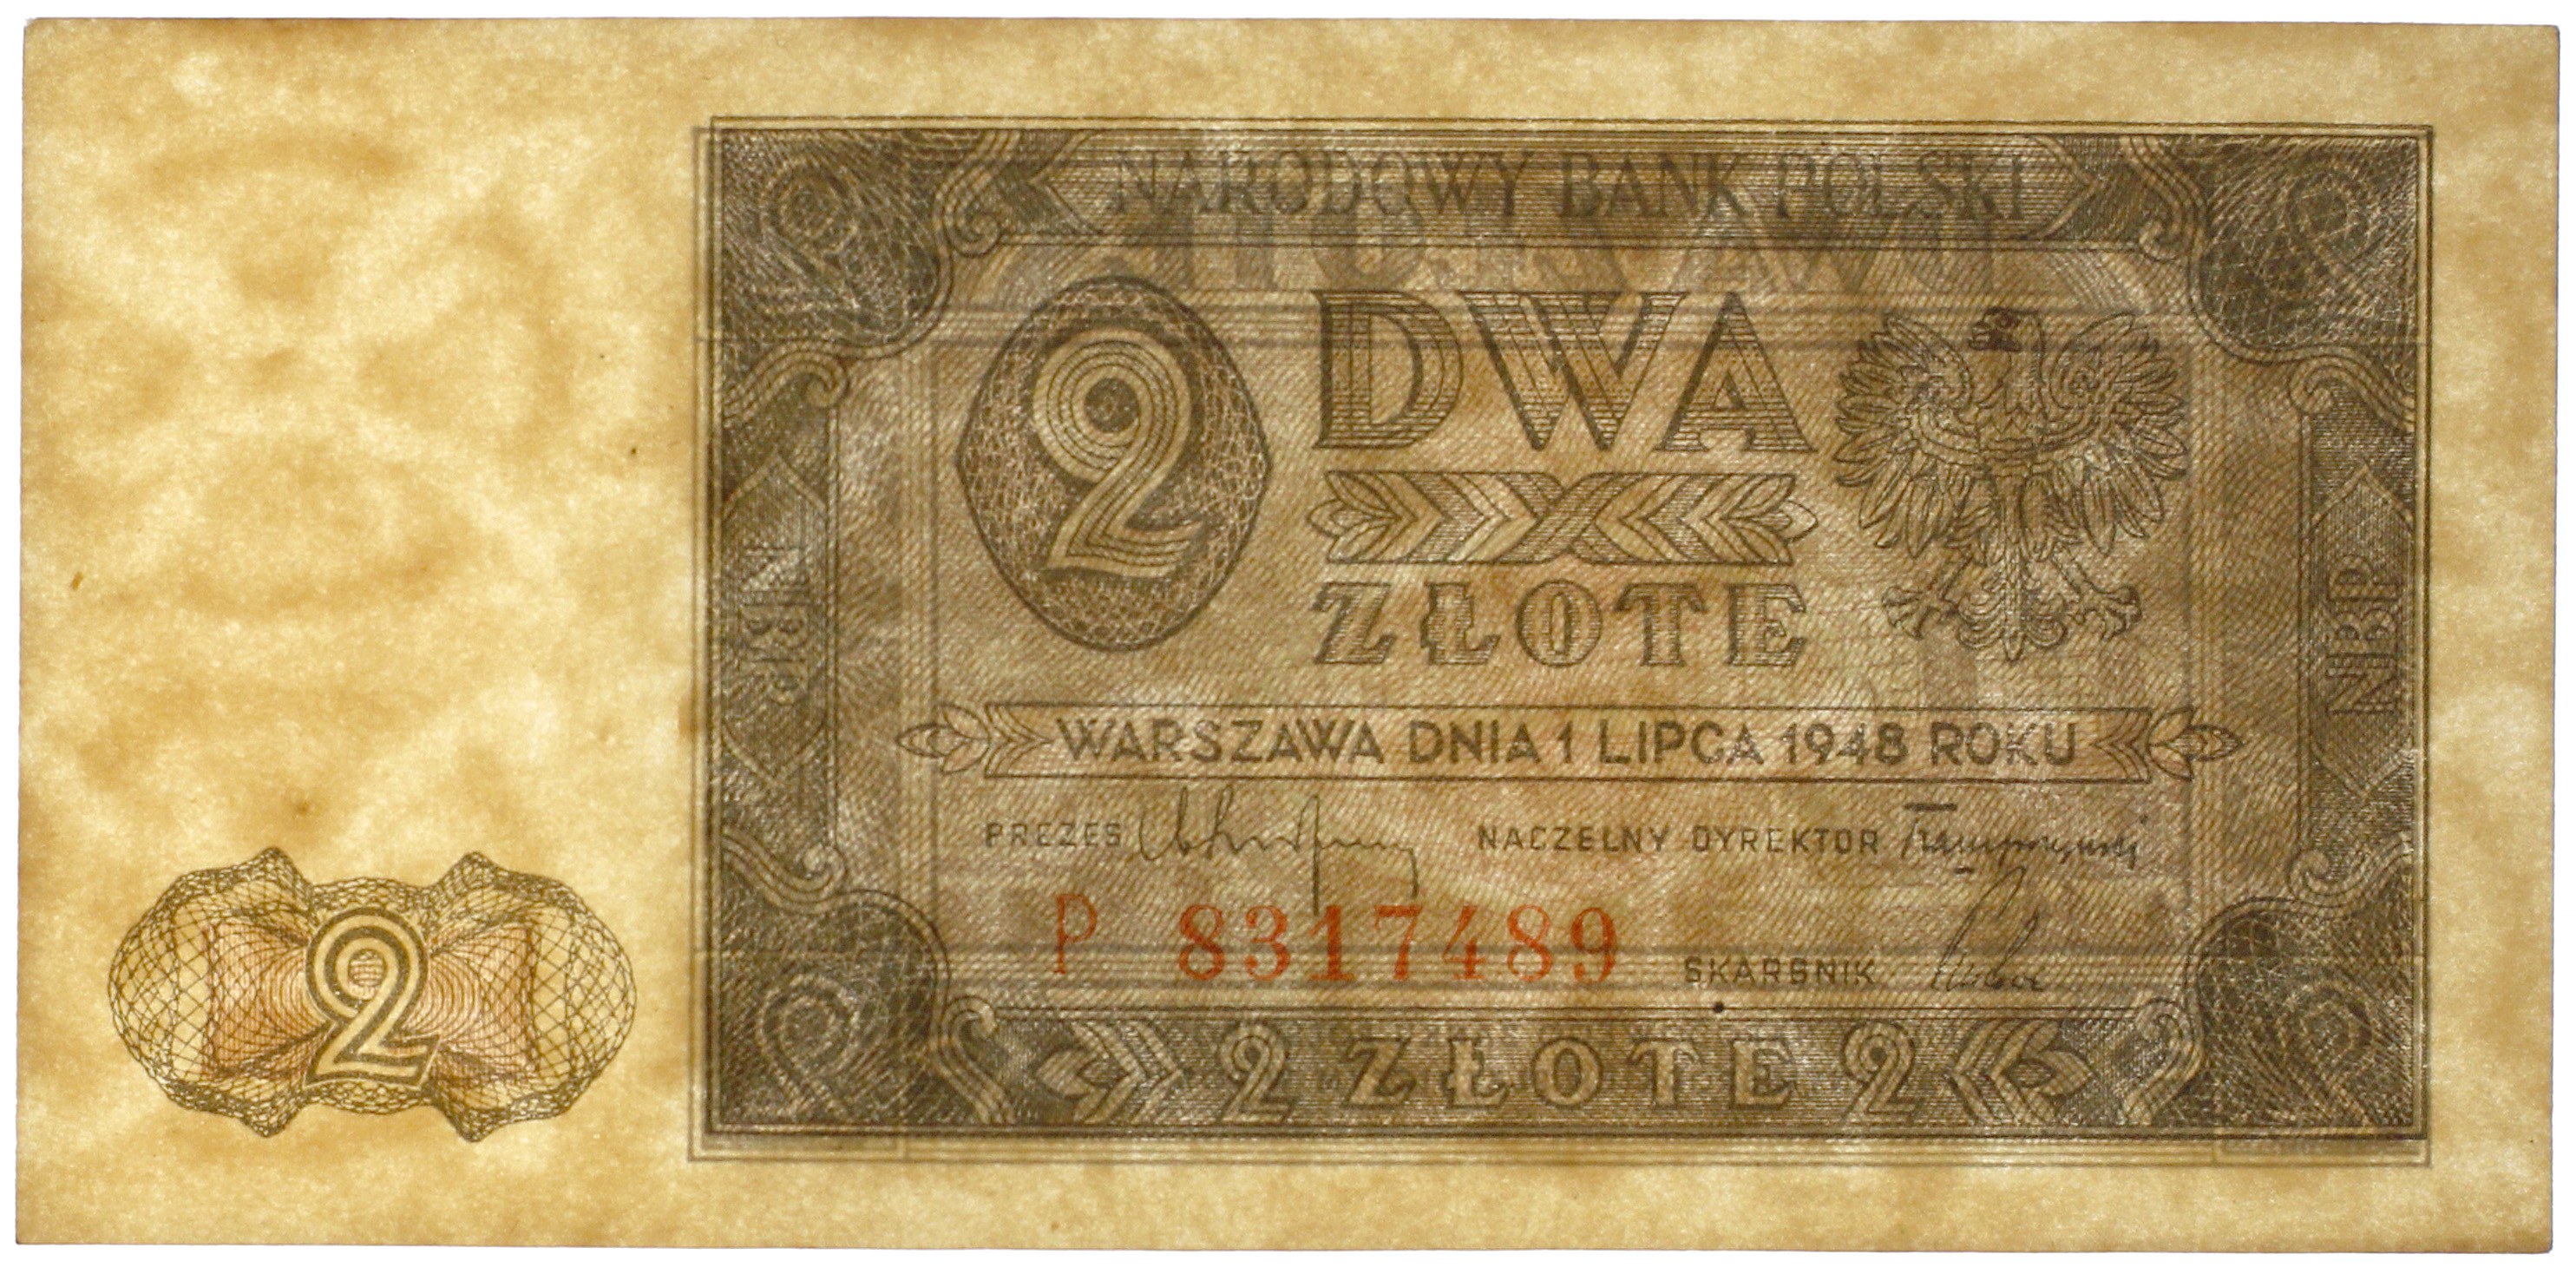 NARODOWY BANK POLSKI
2
DWA
ZŁOTE
NBP
NBP
WARSZAWA DNIA 1 LIPCA 1948 ROKU
PREZES NACZELNY DYREKTOR
P 8317489
SKARBNIK
2 ZŁOTE 2
2